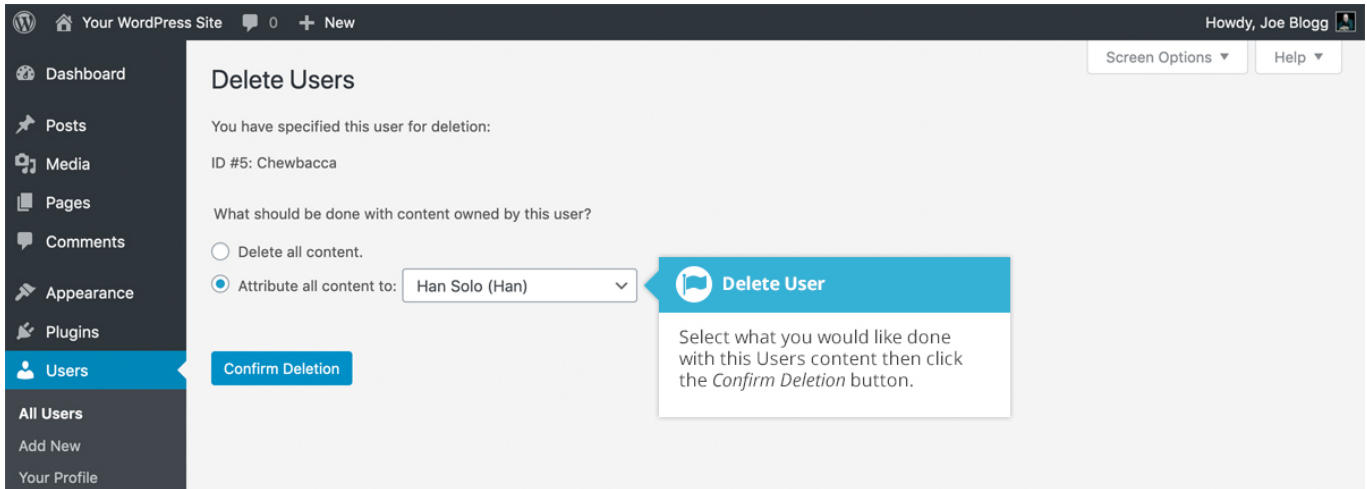 Your WordPress Site 0 + New Howdy, Joe Blogg
Screen Options ▼ Help ▼
Dashboard
Posts
Media
Pages
Comments
Appearance
Plugins
Users
All Users
Add New
Your Profile
Delete Users
You have specified this user for deletion:
ID #5: Chewbacca
What should be done with content owned by this user?
Delete all content.
Attribute all content to: Han Solo (Han)
Confirm Deletion
Delete User
Select what you would like done
with this Users content then click
the Confirm Deletion button.